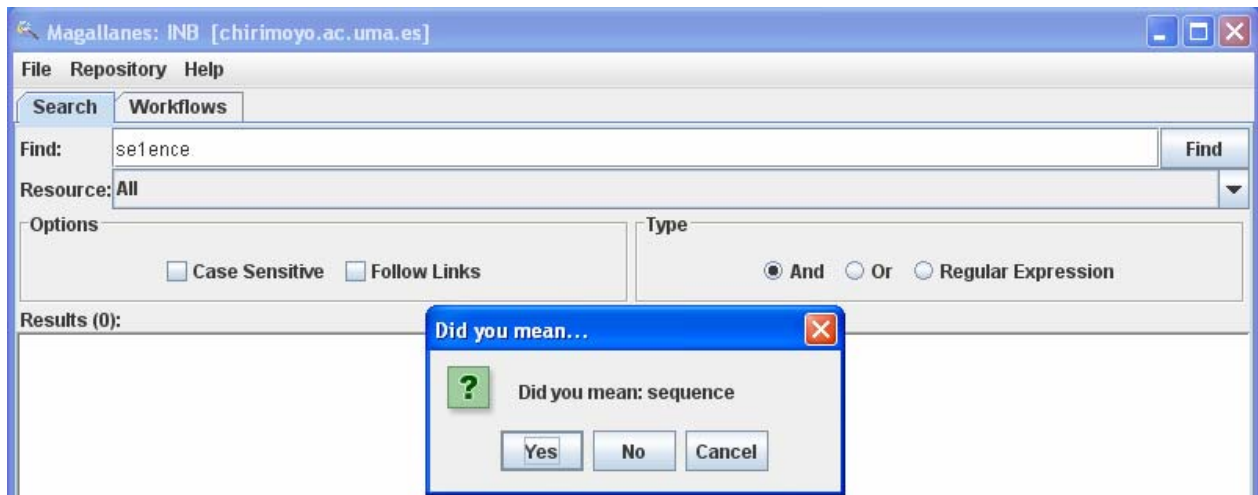 Magallanes: INB [chirimoyo.ac.uma.es]
File Repository Help
Search Workflows
Find: se1ence Find
Resource: All
Options Type
Case Sensitive Follow Links And Or Regular Expression
Results (0):
Did you mean...
? Did you mean: sequence
Yes No Cancel